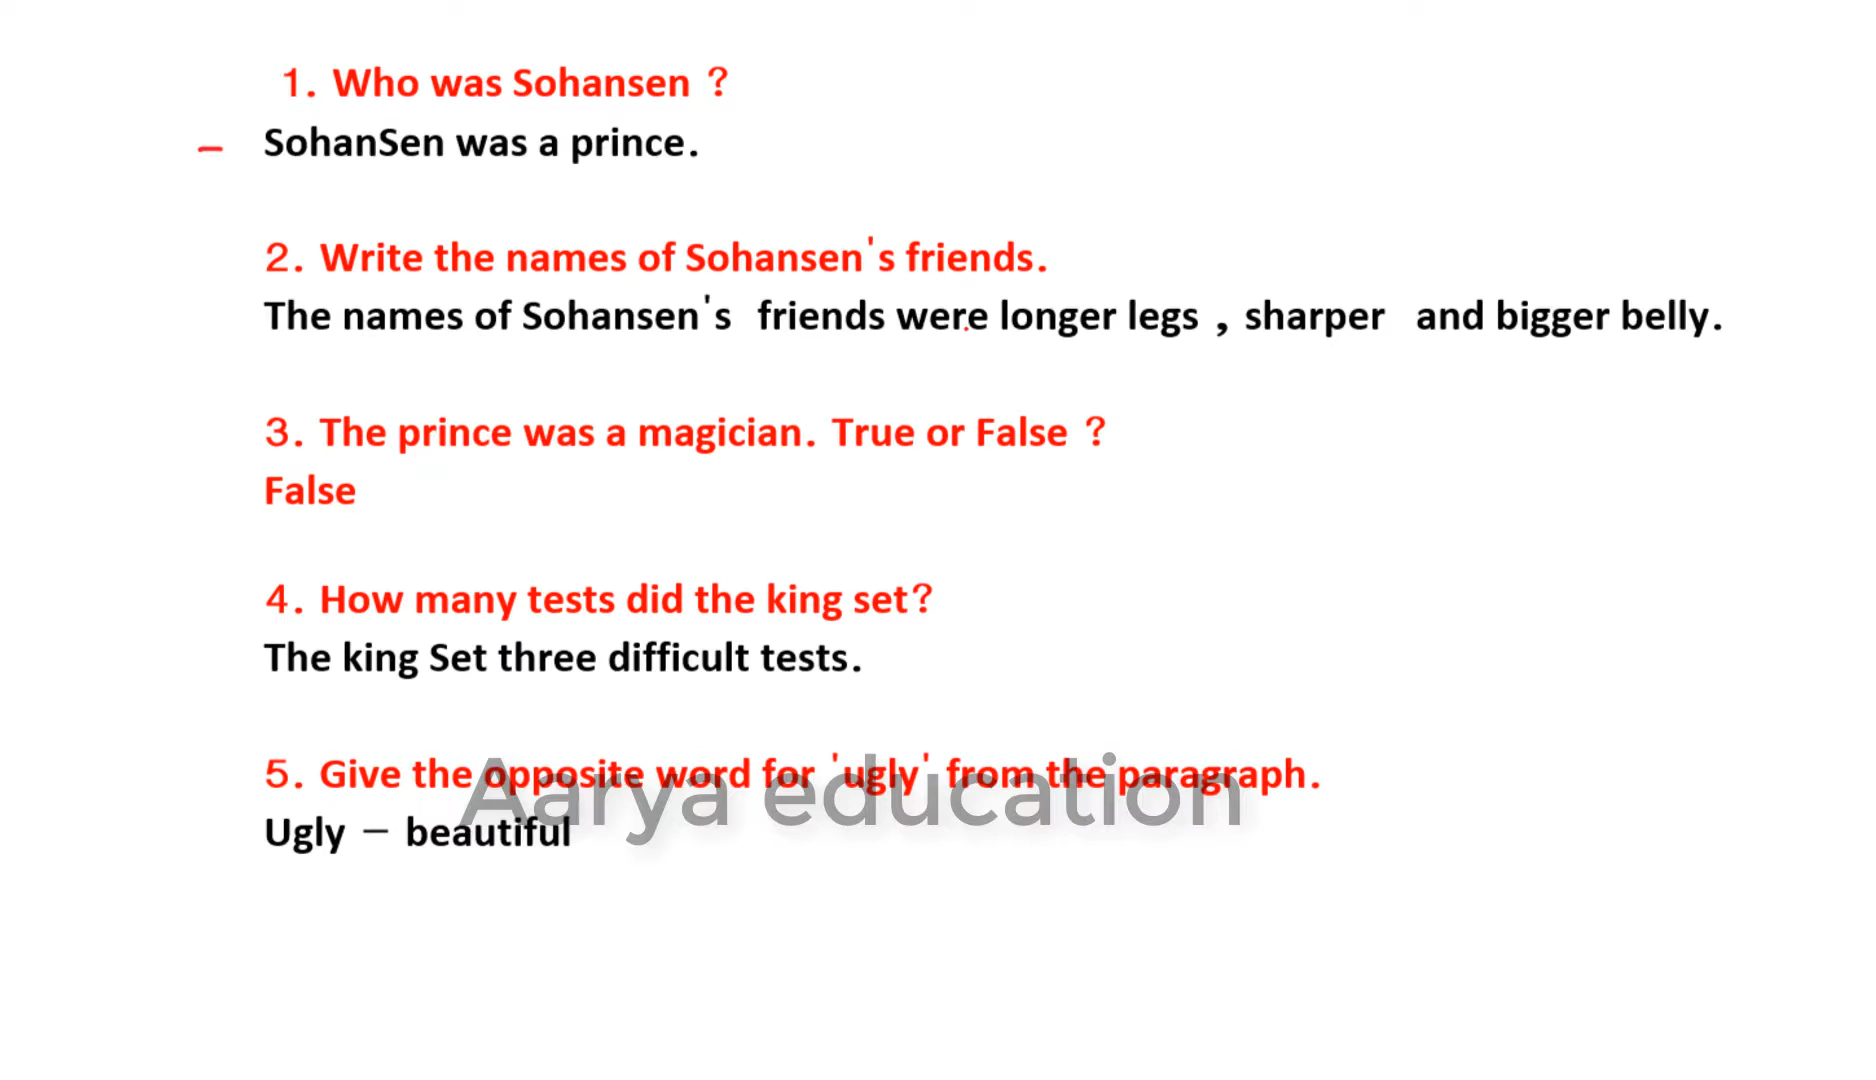 1. Who was Sohansen ?
– SohanSen was a prince.
2. Write the names of Sohansen's friends.
The names of Sohansen's friends were longer legs , sharper and bigger belly.
3. The prince was a magician. True or False ?
False
4. How many tests did the king set?
The king Set three difficult tests.
5. Give the opposite word for 'ugly' from the paragraph.
Aarya education
Ugly – beautiful